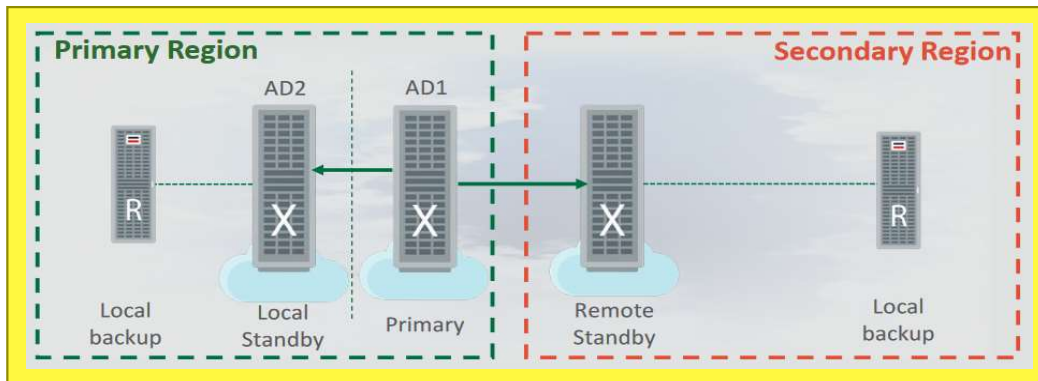 Primary Region
Secondary Region
AD2
AD1
R
X
X
X
R
Local
backup
Local
Standby
Primary
Remote
Standby
Local
backup